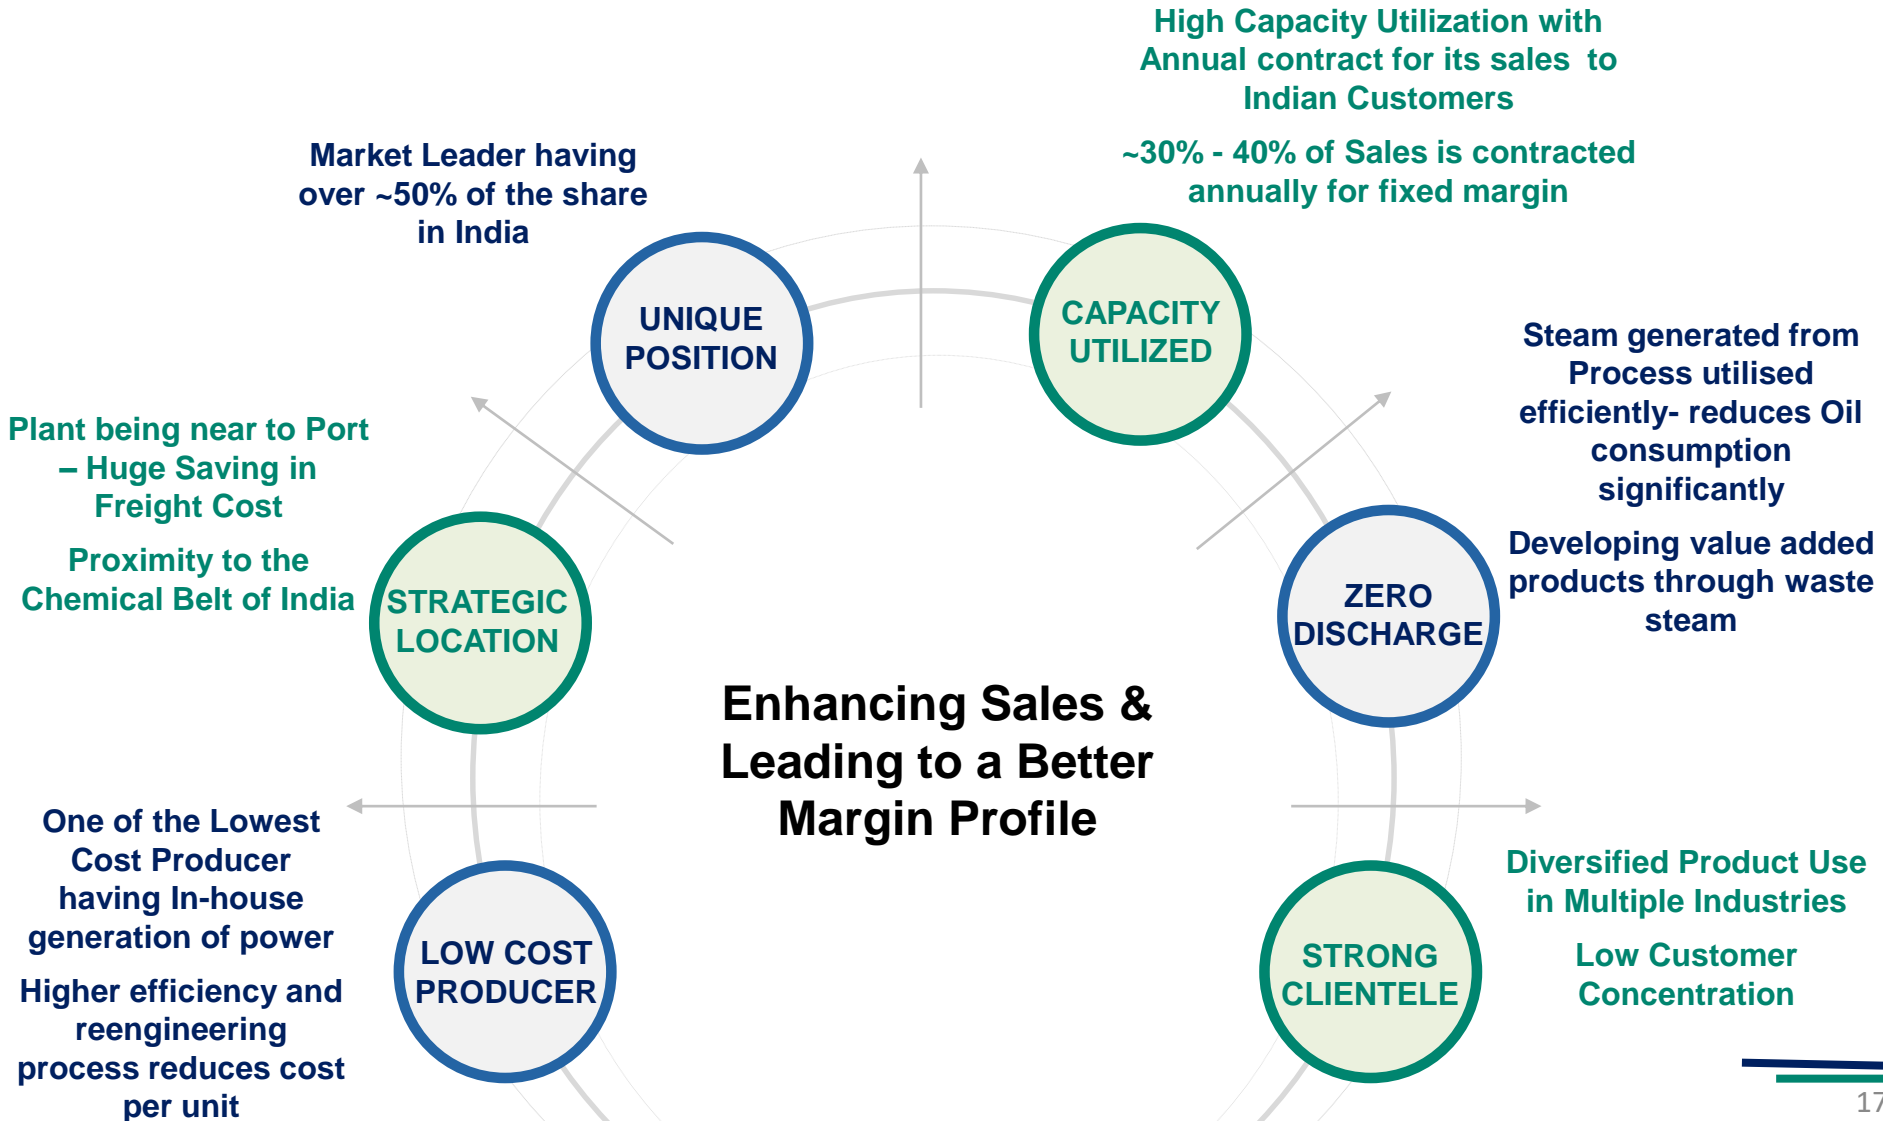 High Capacity Utilization with
Annual contract for its sales to
Indian Customers
~30% - 40% of Sales is contracted
annually for fixed margin
Market Leader having
over ~50% of the share
in India
UNIQUE
POSITION
CAPACITY
UTILIZED
Steam generated from
Process utilised
efficiently- reduces Oil
consumption
significantly
Developing value added
products through waste
steam
Plant being near to Port
– Huge Saving in
Freight Cost
Proximity to the
Chemical Belt of India
STRATEGIC
LOCATION
ZERO
DISCHARGE
Enhancing Sales &
Leading to a Better
Margin Profile
One of the Lowest
Cost Producer
having In-house
generation of power
Higher efficiency and
reengineering
process reduces cost
per unit
LOW COST
PRODUCER
STRONG
CLIENTELE
Diversified Product Use
in Multiple Industries
Low Customer
Concentration
17